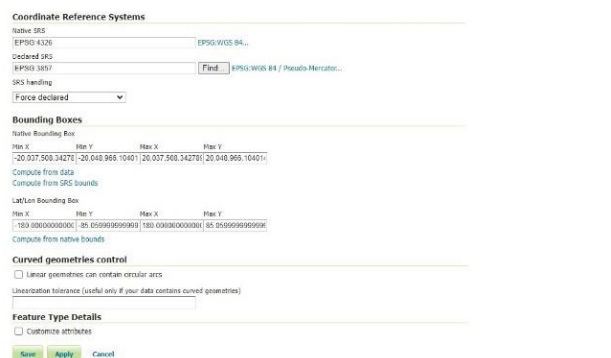 Coordinate Reference Systems
Native SRS
EPSG:4326 EPSG:WGS 84...
Declared SRS
EPSG:3857 Find... EPSG:WGS 84 / Pseudo-Mercator...
SRS handling
Force declared
Bounding Boxes
Native Bounding Box
Min X Min Y Max X Max Y
-20,037,508.34278 -20,048,966.10401 20,037,508.342789 20,048,966.104014
Compute from data
Compute from SRS bounds
Lat/Lon Bounding Box
Min X Min Y Max X Max Y
-180.00000000000 -85.059999999999 180.000000000000 85.0599999999999
Compute from native bounds
Curved geometries control
Linear geometries can contain circular arcs
Linearization tolerance (useful only if your data contains curved geometries)
Feature Type Details
Customize attributes
Save Apply Cancel